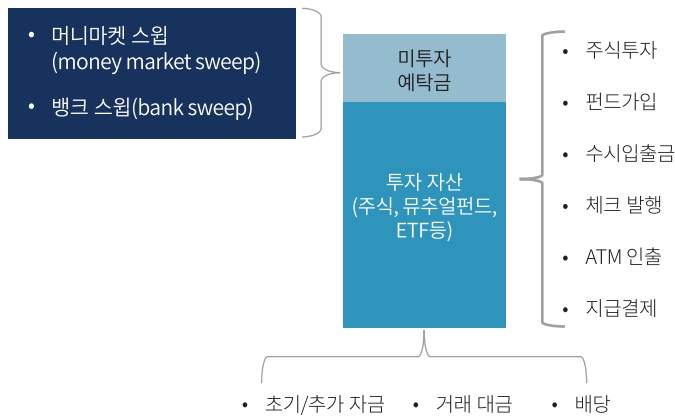 • 머니마켓 스윕
(money market sweep)
• 뱅크 스윕(bank sweep)
미투자
예탁금
투자 자산
(주식, 뮤추얼펀드,
ETF등)
• 주식투자
• 펀드가입
• 수시입출금
• 체크 발행
• ATM 인출
• 지급결제
• 초기/추가 자금 • 거래 대금 • 배당